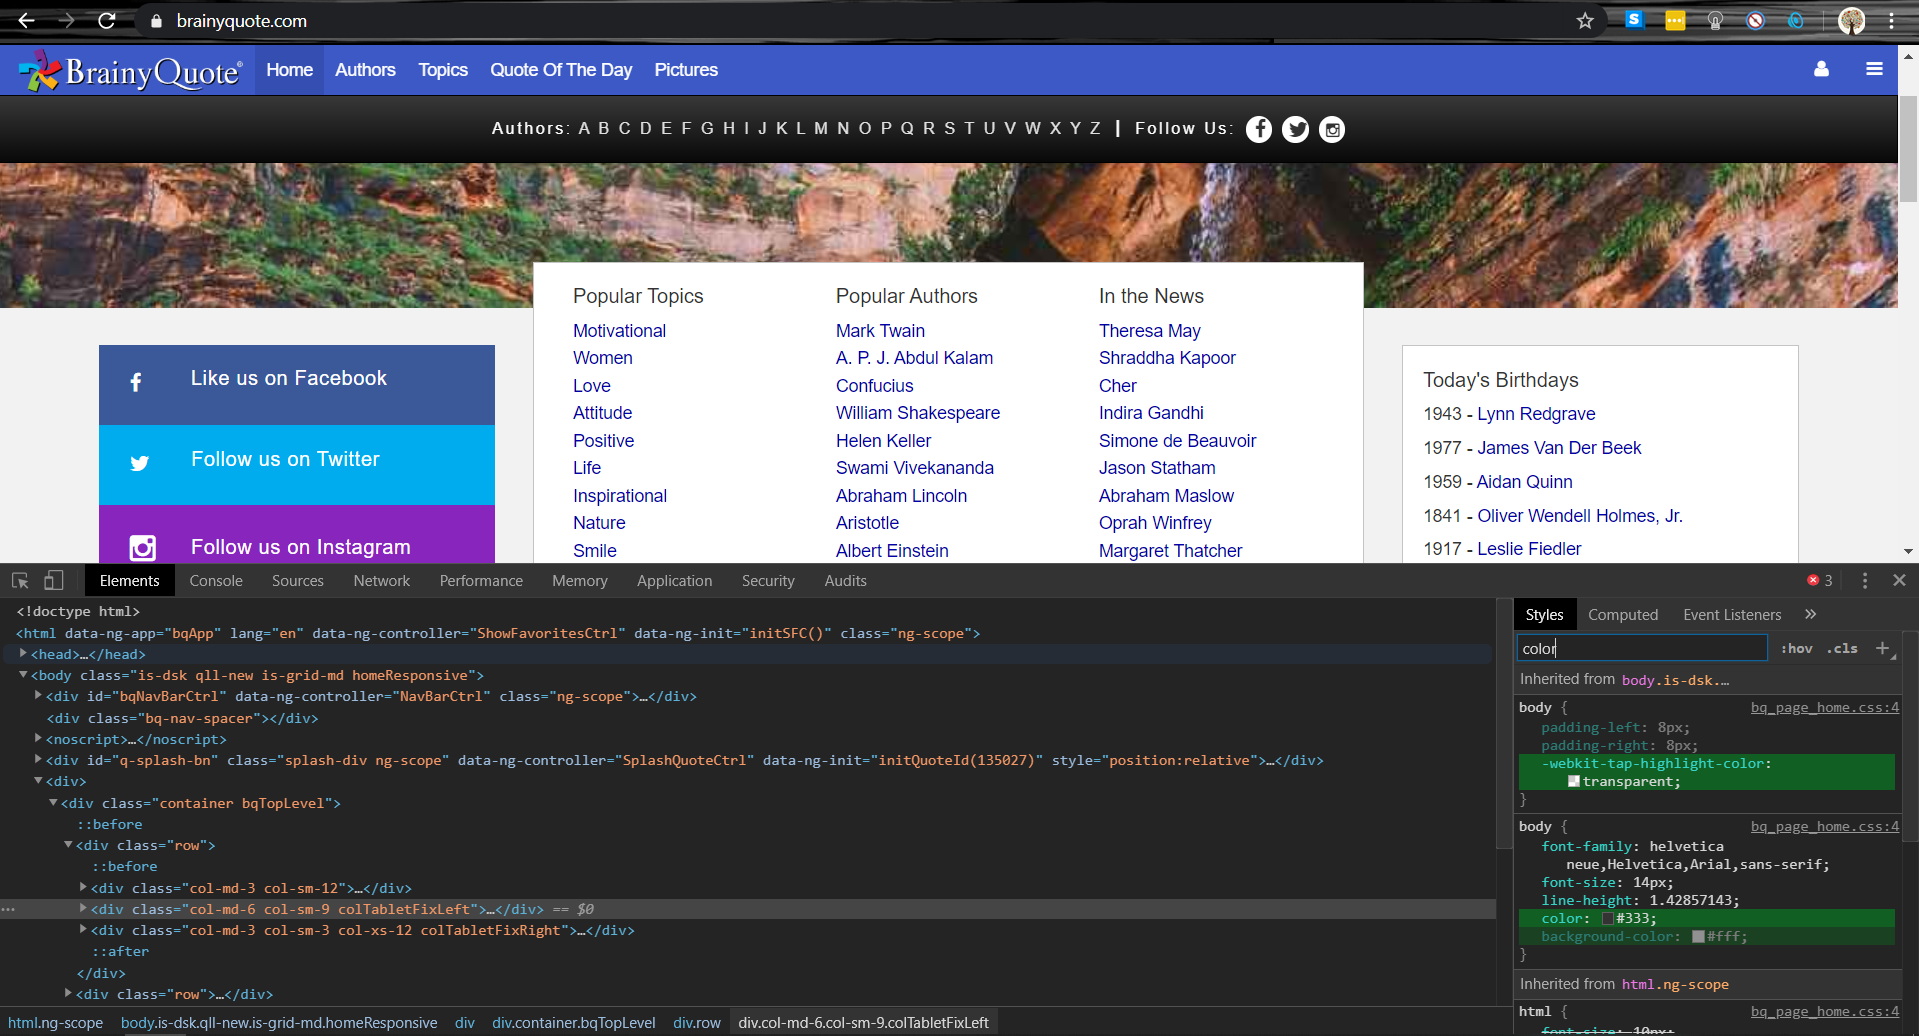 brainyquote.com
BrainyQuote® Home Authors Topics Quote Of The Day Pictures
Authors: A B C D E F G H I J K L M N O P Q R S T U V W X Y Z | Follow Us:
Like us on Facebook
Follow us on Twitter
Follow us on Instagram
Popular Topics
Motivational
Women
Love
Attitude
Positive
Life
Inspirational
Nature
Smile
Popular Authors
Mark Twain
A. P. J. Abdul Kalam
Confucius
William Shakespeare
Helen Keller
Swami Vivekananda
Abraham Lincoln
Aristotle
Albert Einstein
In the News
Theresa May
Shraddha Kapoor
Cher
Indira Gandhi
Simone de Beauvoir
Jason Statham
Abraham Maslow
Oprah Winfrey
Margaret Thatcher
Today's Birthdays
1943 - Lynn Redgrave
1977 - James Van Der Beek
1959 - Aidan Quinn
1841 - Oliver Wendell Holmes, Jr.
1917 - Leslie Fiedler
Elements Console Sources Network Performance Memory Application Security Audits 3
<!doctype html>
<html data-ng-app="bqApp" lang="en" data-ng-controller="ShowFavoritesCtrl" data-ng-init="initSFC()" class="ng-scope">
<head>…</head>
<body class="is-dsk qll-new is-grid-md homeResponsive">
<div id="bqNavBarCtrl" data-ng-controller="NavBarCtrl" class="ng-scope">…</div>
<div class="bq-nav-spacer"></div>
<noscript>…</noscript>
<div id="q-splash-bn" class="splash-div ng-scope" data-ng-controller="SplashQuoteCtrl" data-ng-init="initQuoteId(135027)" style="position:relative">…</div>
<div>
<div class="container bqTopLevel">
::before
<div class="row">
::before
<div class="col-md-3 col-sm-12">…</div>
<div class="col-md-6 col-sm-9 colTabletFixLeft">…</div> == $0
<div class="col-md-3 col-sm-3 col-xs-12 colTabletFixRight">…</div>
::after
</div>
<div class="row">…</div>
html.ng-scope body.is-dsk.qll-new.is-grid-md.homeResponsive div div.container.bqTopLevel div.row div.col-md-6.col-sm-9.colTabletFixLeft
Styles Computed Event Listeners »
color :hov .cls +
Inherited from body.is-dsk.…
body { bq_page_home.css:4
padding-left: 8px;
padding-right: 8px;
-webkit-tap-highlight-color:
transparent;
}
body { bq_page_home.css:4
font-family: helvetica
neue,Helvetica,Arial,sans-serif;
font-size: 14px;
line-height: 1.42857143;
color: #333;
background-color: #fff;
}
Inherited from html.ng-scope
html { bq_page_home.css:4
font-size: 10px;